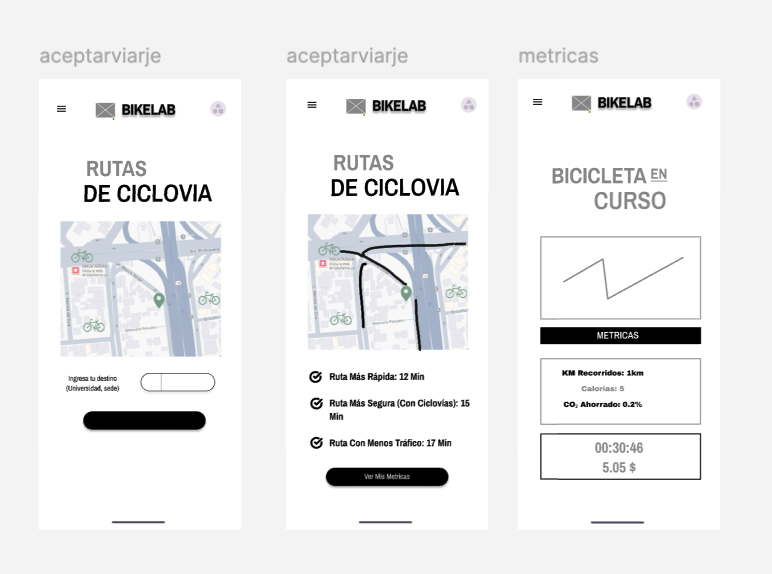 aceptarviarje
BIKELAB
RUTAS
DE CICLOVIA
Ingresa tu destino
(Universidad, sede)
aceptarviarje
BIKELAB
RUTAS
DE CICLOVIA
Ruta Más Rápida: 12 Min
Ruta Más Segura (Con Ciclovías): 15
Min
Ruta Con Menos Tráfico: 17 Min
Ver Mis Metricas
metricas
BIKELAB
BICICLETA EN
CURSO
METRICAS
KM Recorridos: 1km
Calorías: 5
CO₂ Ahorrado: 0.2%
00:30:46
5.05 $